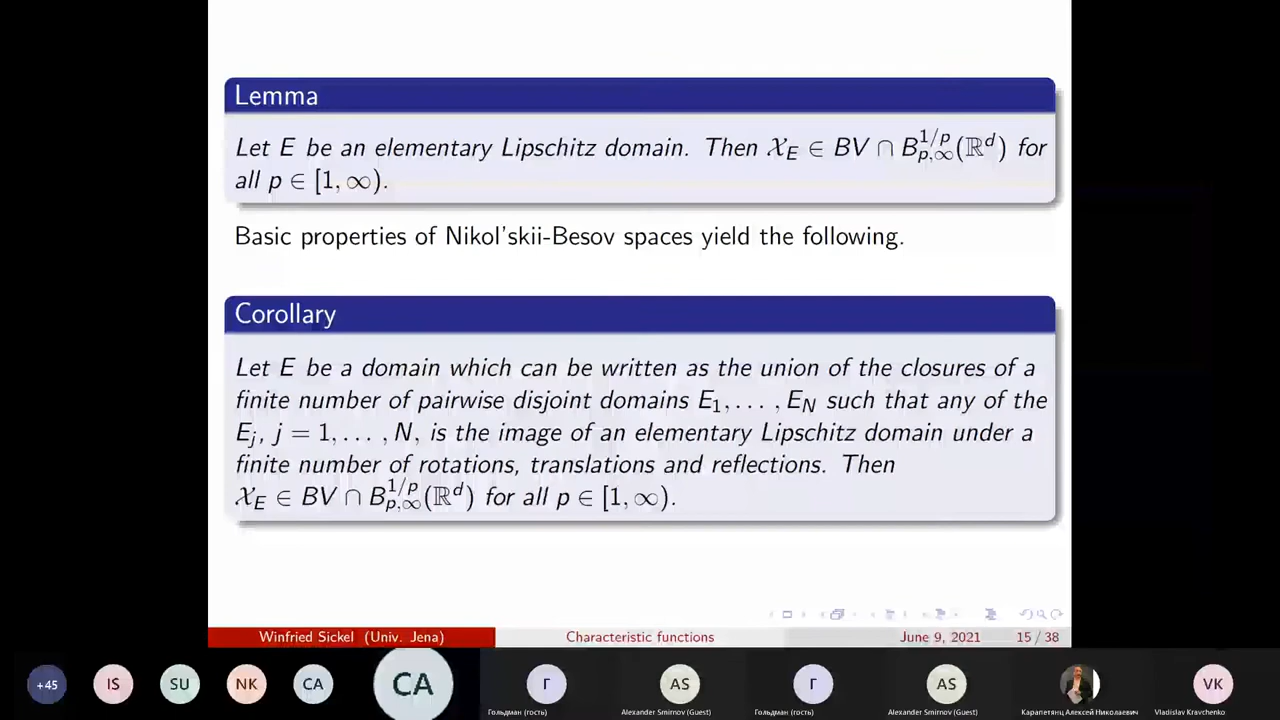 Lemma
Let E be an elementary Lipschitz domain. Then 𝒳_E ∈ BV ∩ B^{1/p}_{p,∞}(ℝ^d) for
all p ∈ [1, ∞).
Basic properties of Nikol'skii-Besov spaces yield the following.
Corollary
Let E be a domain which can be written as the union of the closures of a
finite number of pairwise disjoint domains E_1, . . . , E_N such that any of the
E_j, j = 1, . . . , N, is the image of an elementary Lipschitz domain under a
finite number of rotations, translations and reflections. Then
𝒳_E ∈ BV ∩ B^{1/p}_{p,∞}(ℝ^d) for all p ∈ [1, ∞).
Winfried Sickel (Univ. Jena) Characteristic functions June 9, 2021 15 / 38
+45 IS SU NK CA CA Г AS Г AS VK
Гольдман (гость) Alexander Smirnov (Guest) Гольдман (гость) Alexander Smirnov (Guest) Карапетянц Алексей Николаевич Vladislav Kravchenko